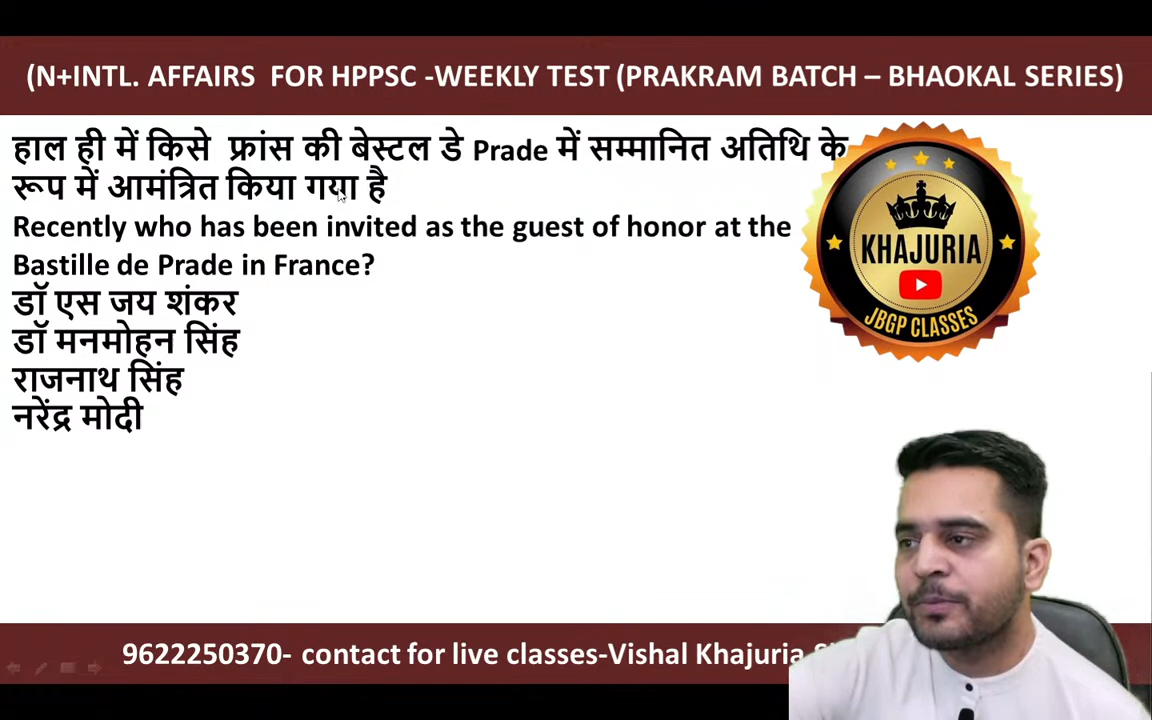 (N+INTL. AFFAIRS FOR HPPSC -WEEKLY TEST (PRAKRAM BATCH – BHAOKAL SERIES)
हाल ही में किसे फ्रांस की बेस्टल डे Prade में सम्मानित अतिथि के
रूप में आमंत्रित किया गया है
Recently who has been invited as the guest of honor at the
Bastille de Prade in France?
डॉ एस जय शंकर
डॉ मनमोहन सिंह
राजनाथ सिंह
नरेंद्र मोदी
KHAJURIA
JBGP CLASSES
9622250370- contact for live classes-Vishal Khajuria